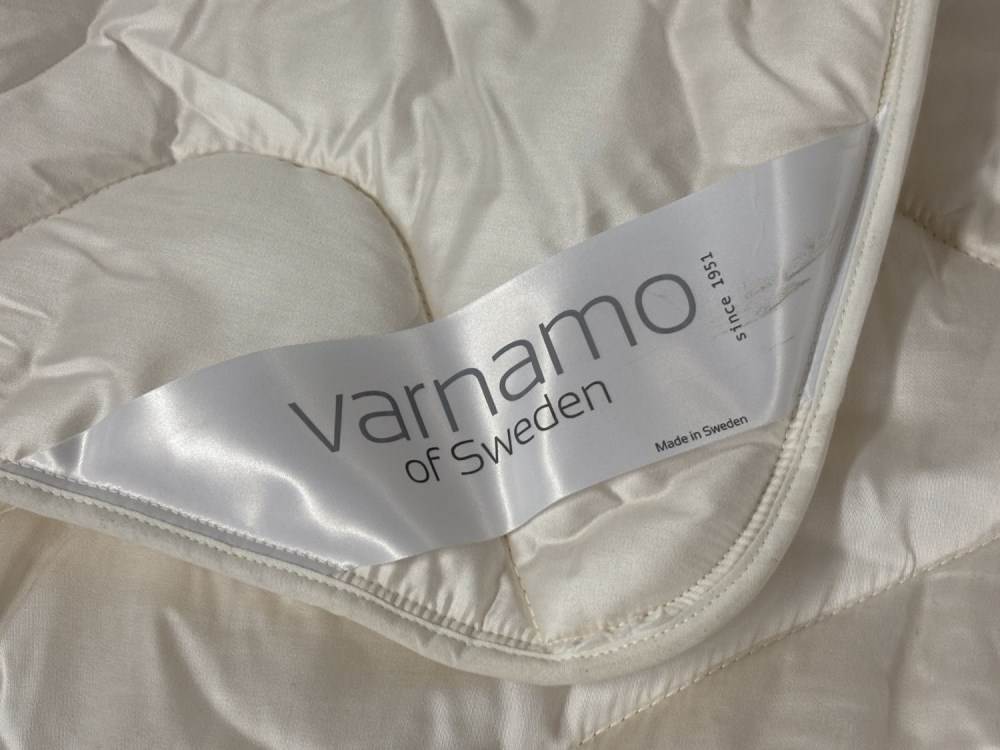 varnamo
of Sweden
since 1951
Made in Sweden